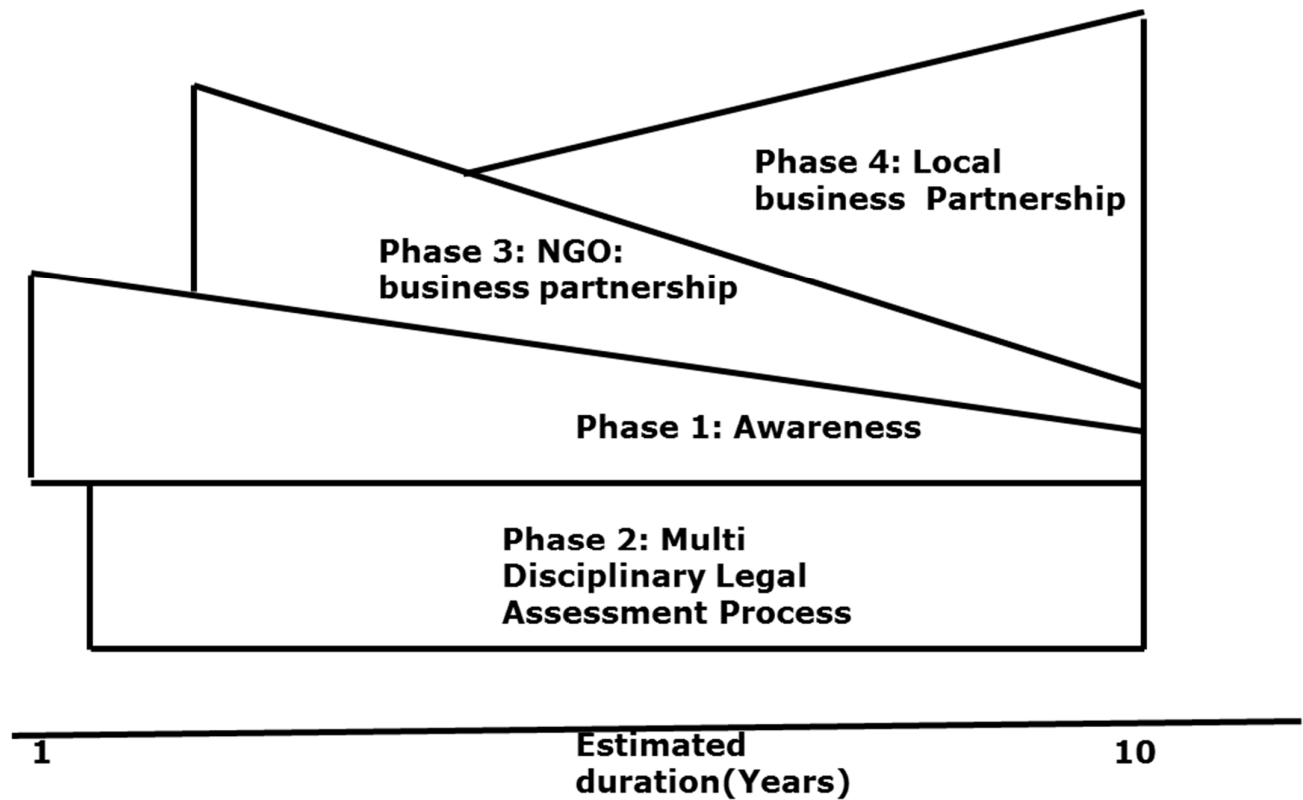 Phase 4: Local
business Partnership
Phase 3: NGO:
business partnership
Phase 1: Awareness
Phase 2: Multi
Disciplinary Legal
Assessment Process
1
Estimated
duration(Years)
10